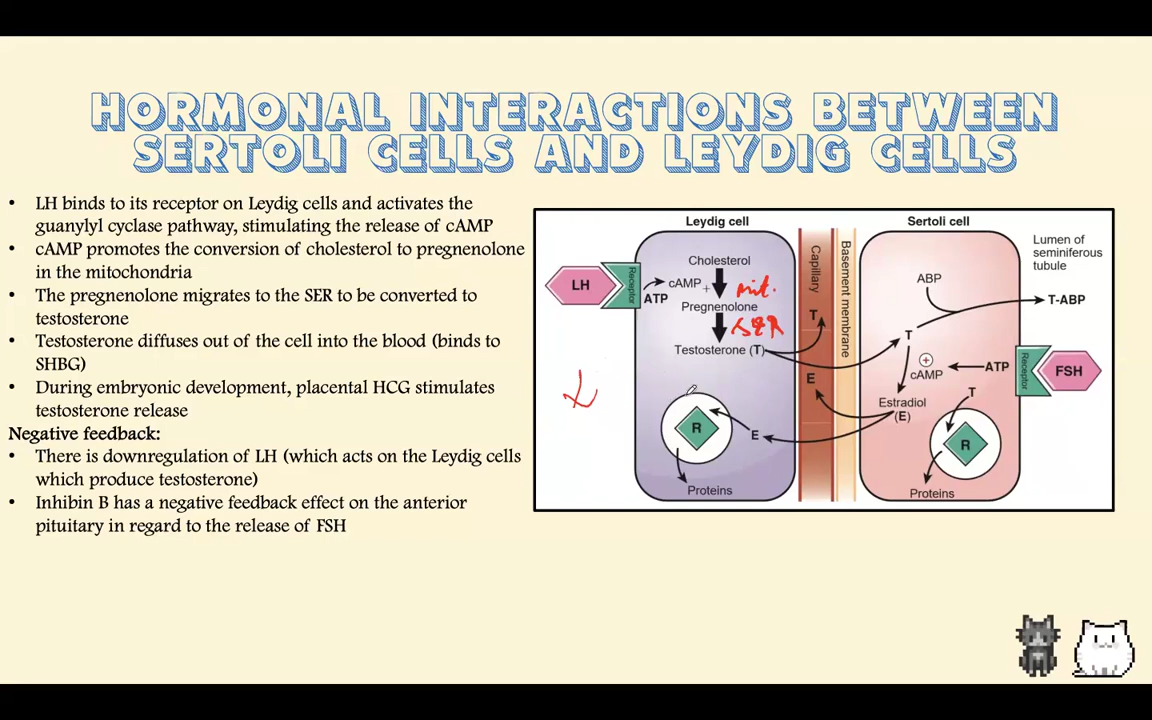 HORMONAL INTERACTIONS BETWEEN
SERTOLI CELLS AND LEYDIG CELLS
• LH binds to its receptor on Leydig cells and activates the
guanylyl cyclase pathway, stimulating the release of cAMP
• cAMP promotes the conversion of cholesterol to pregnenolone
in the mitochondria
• The pregnenolone migrates to the SER to be converted to
testosterone
• Testosterone diffuses out of the cell into the blood (binds to
SHBG)
• During embryonic development, placental HCG stimulates
testosterone release
Negative feedback:
• There is downregulation of LH (which acts on the Leydig cells
which produce testosterone)
• Inhibin B has a negative feedback effect on the anterior
pituitary in regard to the release of FSH
Leydig cell
LH
Receptor
ATP
cAMP
+
Cholesterol
mit.
Pregnenolone
SER
Testosterone (T)
R
E
Proteins
Capillary
T
E
Basement membrane
Sertoli cell
ABP
T
+
cAMP
ATP
Receptor
FSH
Estradiol
(E)
T
R
Proteins
Lumen of
seminiferous
tubule
T-ABP